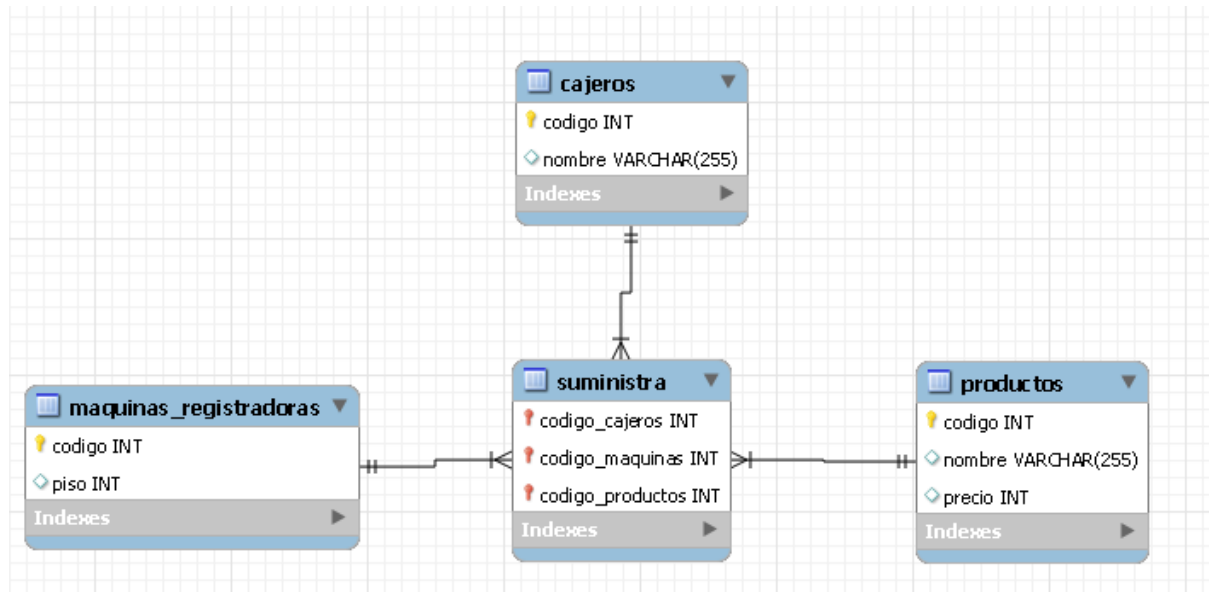 cajeros
codigo INT
nombre VARCHAR(255)
Indexes
maquinas_registradoras
codigo INT
piso INT
Indexes
suministra
codigo_cajeros INT
codigo_maquinas INT
codigo_productos INT
Indexes
productos
codigo INT
nombre VARCHAR(255)
precio INT
Indexes